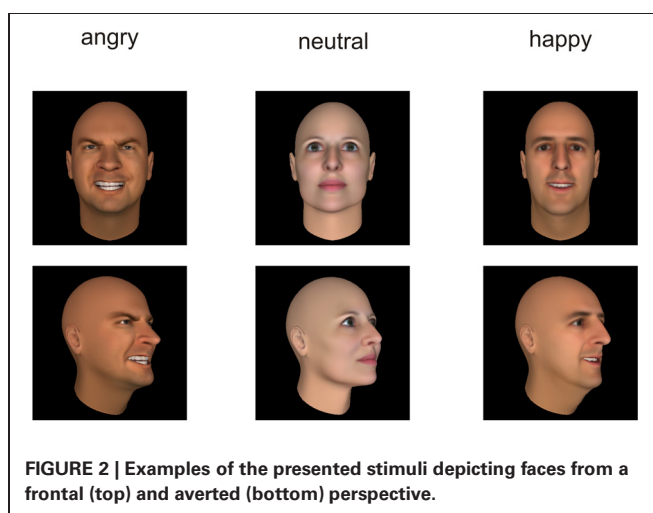 angry neutral happy
FIGURE 2 | Examples of the presented stimuli depicting faces from a
frontal (top) and averted (bottom) perspective.